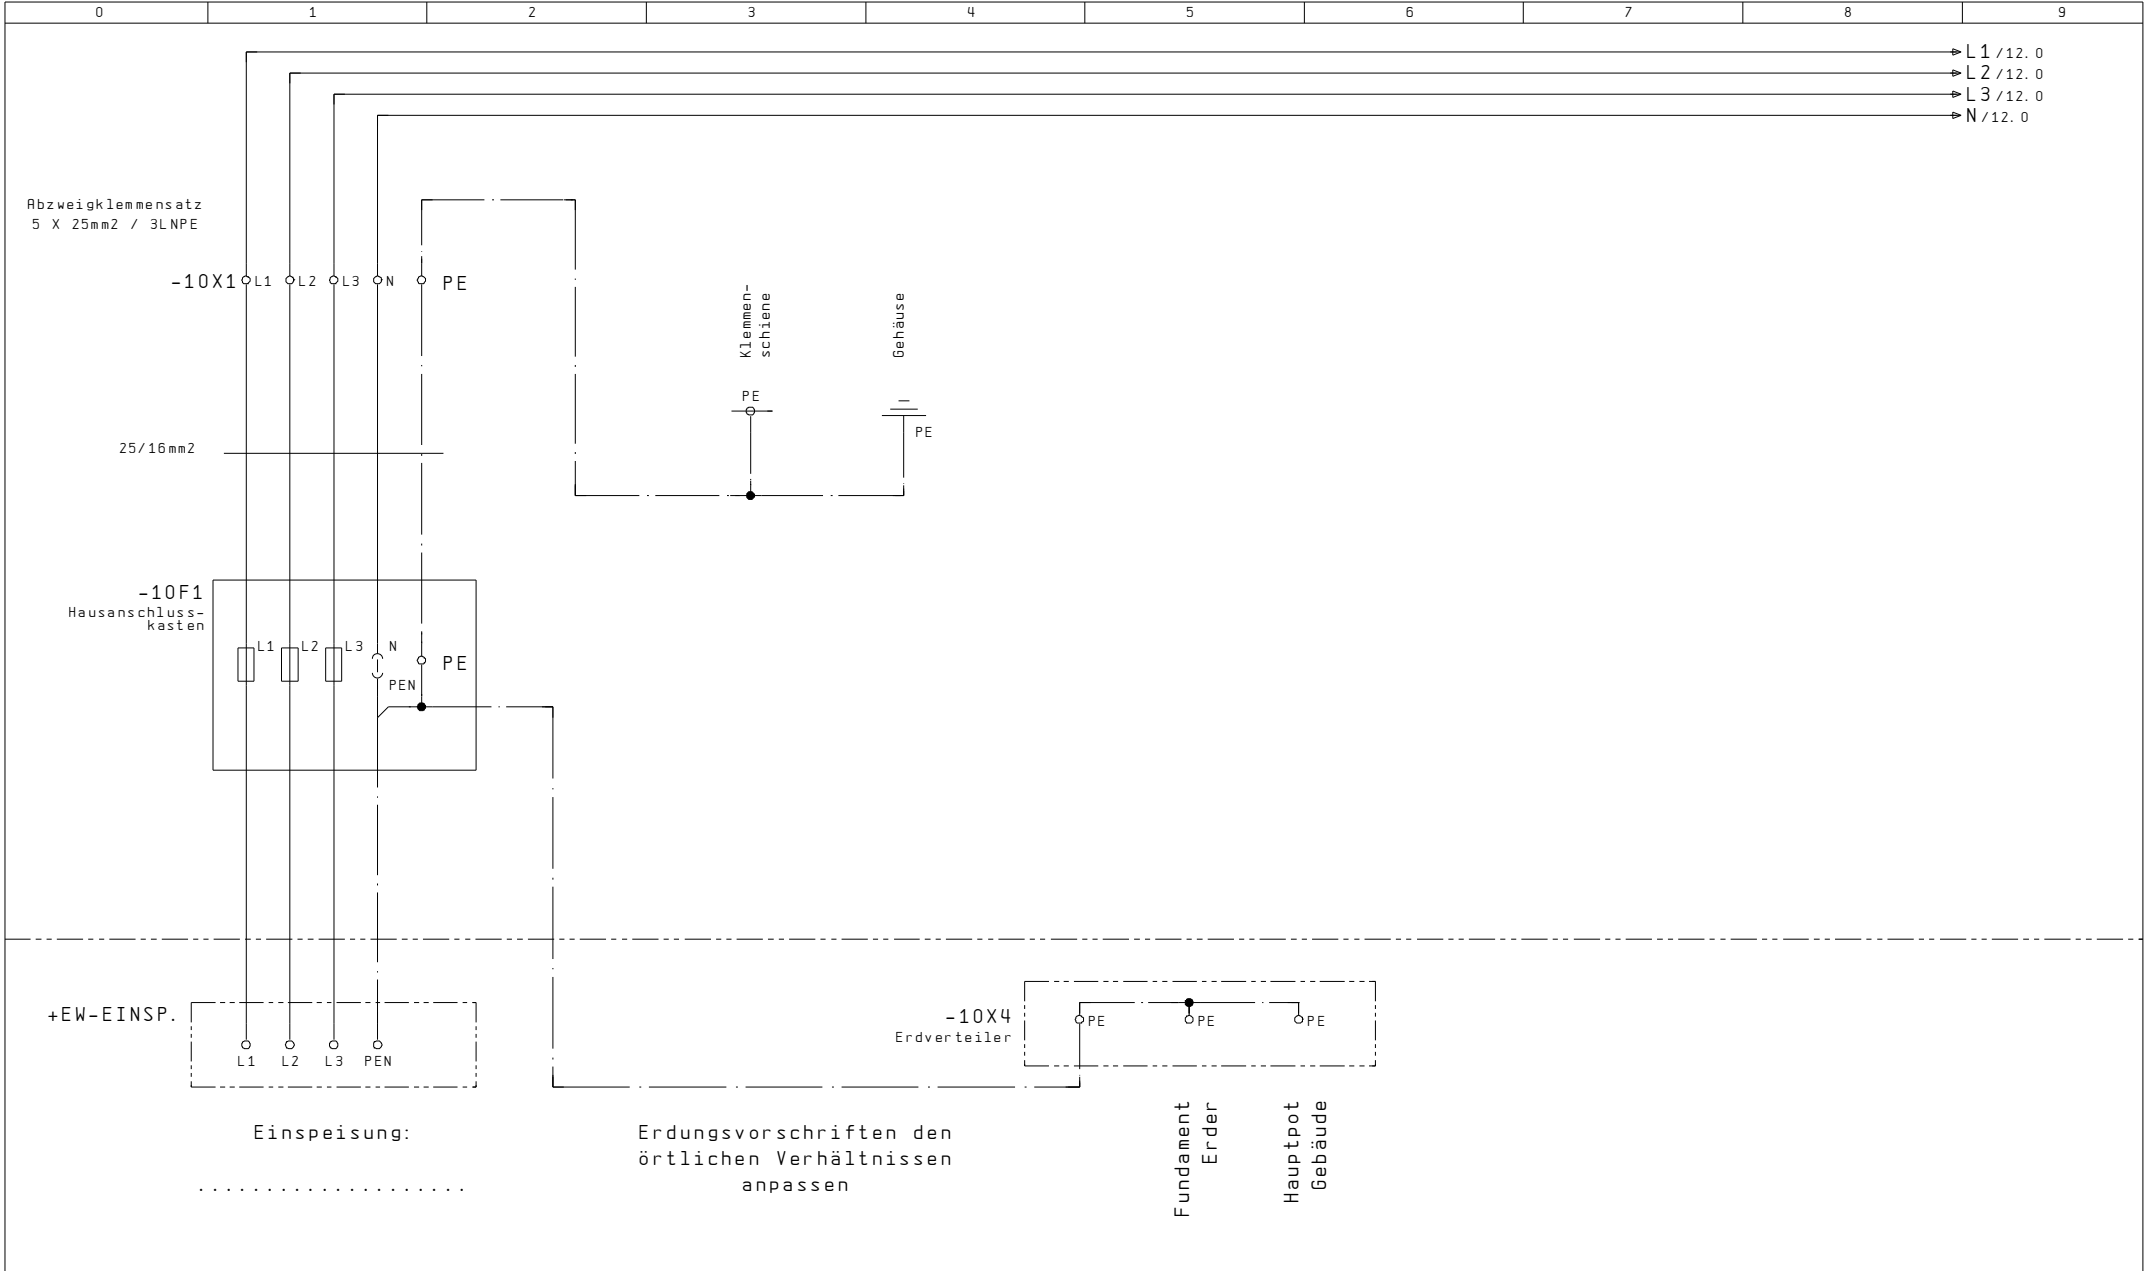 0 1 2 3 4 5 6 7 8 9
L1/12.0
L2/12.0
L3/12.0
N/12.0
Abzweigklemmensatz
5 X 25mm2 / 3LNPE
-10X1 L1 L2 L3 N PE
Klemmen-
schiene
Gehäuse
PE
PE
25/16mm2
-10F1
Hausanschluss-
kasten
L1 L2 L3 N
PE
PEN
+EW-EINSP.
L1 L2 L3 PEN
-10X4
Erdverteiler
PE PE PE
Einspeisung:
....................
Erdungsvorschriften den
örtlichen Verhältnissen
anpassen
Fundament
Erder
Hauptpot
Gebäude